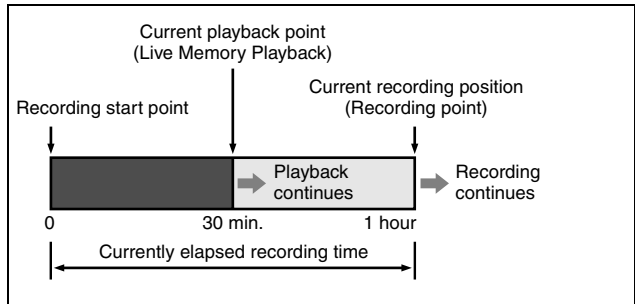 Current playback point
(Live Memory Playback)
Current recording position
(Recording point)
Recording start point
Playback
continues
Recording
continues
0
30 min.
1 hour
Currently elapsed recording time